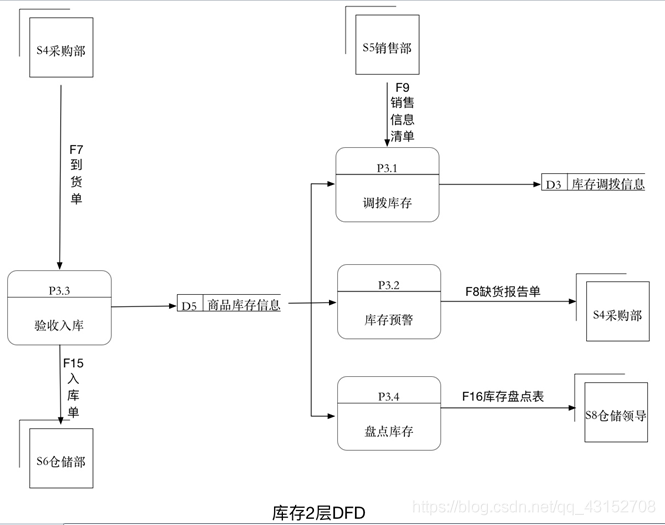 S4采购部
S5销售部
F9
销售
信息
清单
F7
到
货
单
P3.1
调拨库存
D3 库存调拨信息
P3.3
验收入库
D5 商品库存信息
P3.2
库存预警
F8缺货报告单
S4采购部
F15
入
库
单
P3.4
盘点库存
F16库存盘点表
S8仓储领导
S6仓储部
库存2层DFD
https://blog.csdn.net/qq_43152708